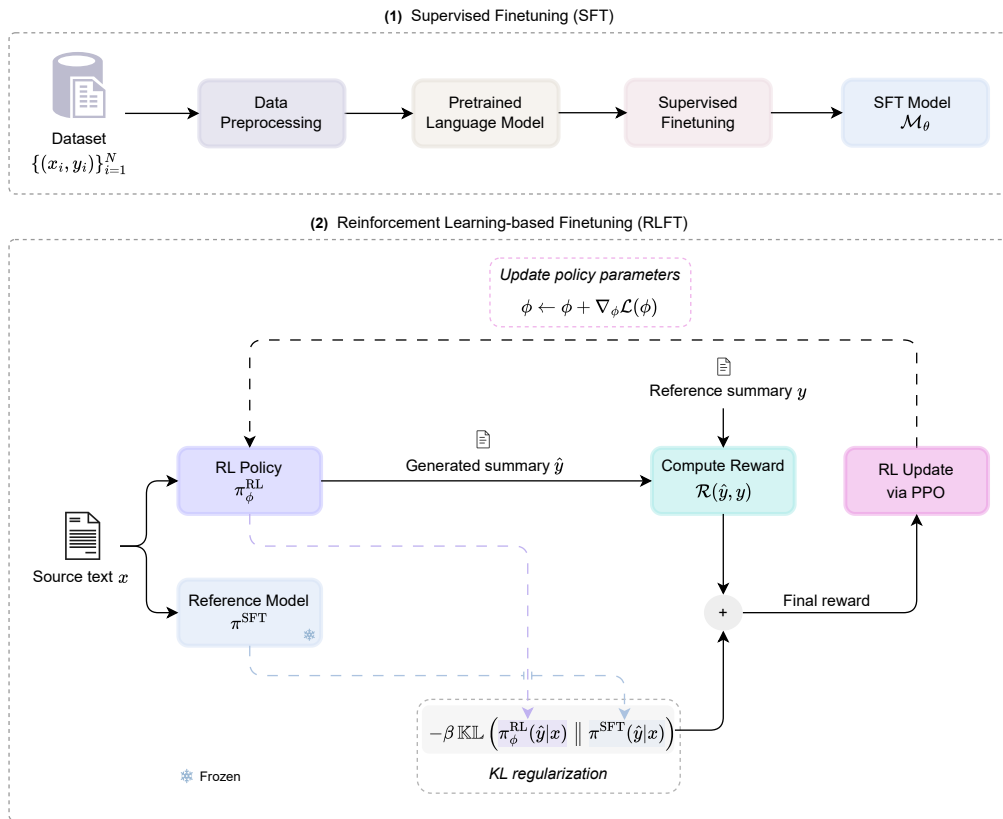 (1) Supervised Finetuning (SFT)
Dataset
{(x_i, y_i)}_{i=1}^N
Data
Preprocessing
Pretrained
Language Model
Supervised
Finetuning
SFT Model
ℳ_θ
(2) Reinforcement Learning-based Finetuning (RLFT)
Update policy parameters
ϕ ← ϕ + ∇_ϕ ℒ(ϕ)
Reference summary y
RL Policy
π_ϕ^RL
Generated summary ŷ
Compute Reward
ℛ(ŷ, y)
RL Update
via PPO
Source text x
Reference Model
π^SFT
+
Final reward
−β 𝕂𝕃 (π_ϕ^RL(ŷ|x) ∥ π^SFT(ŷ|x))
KL regularization
Frozen